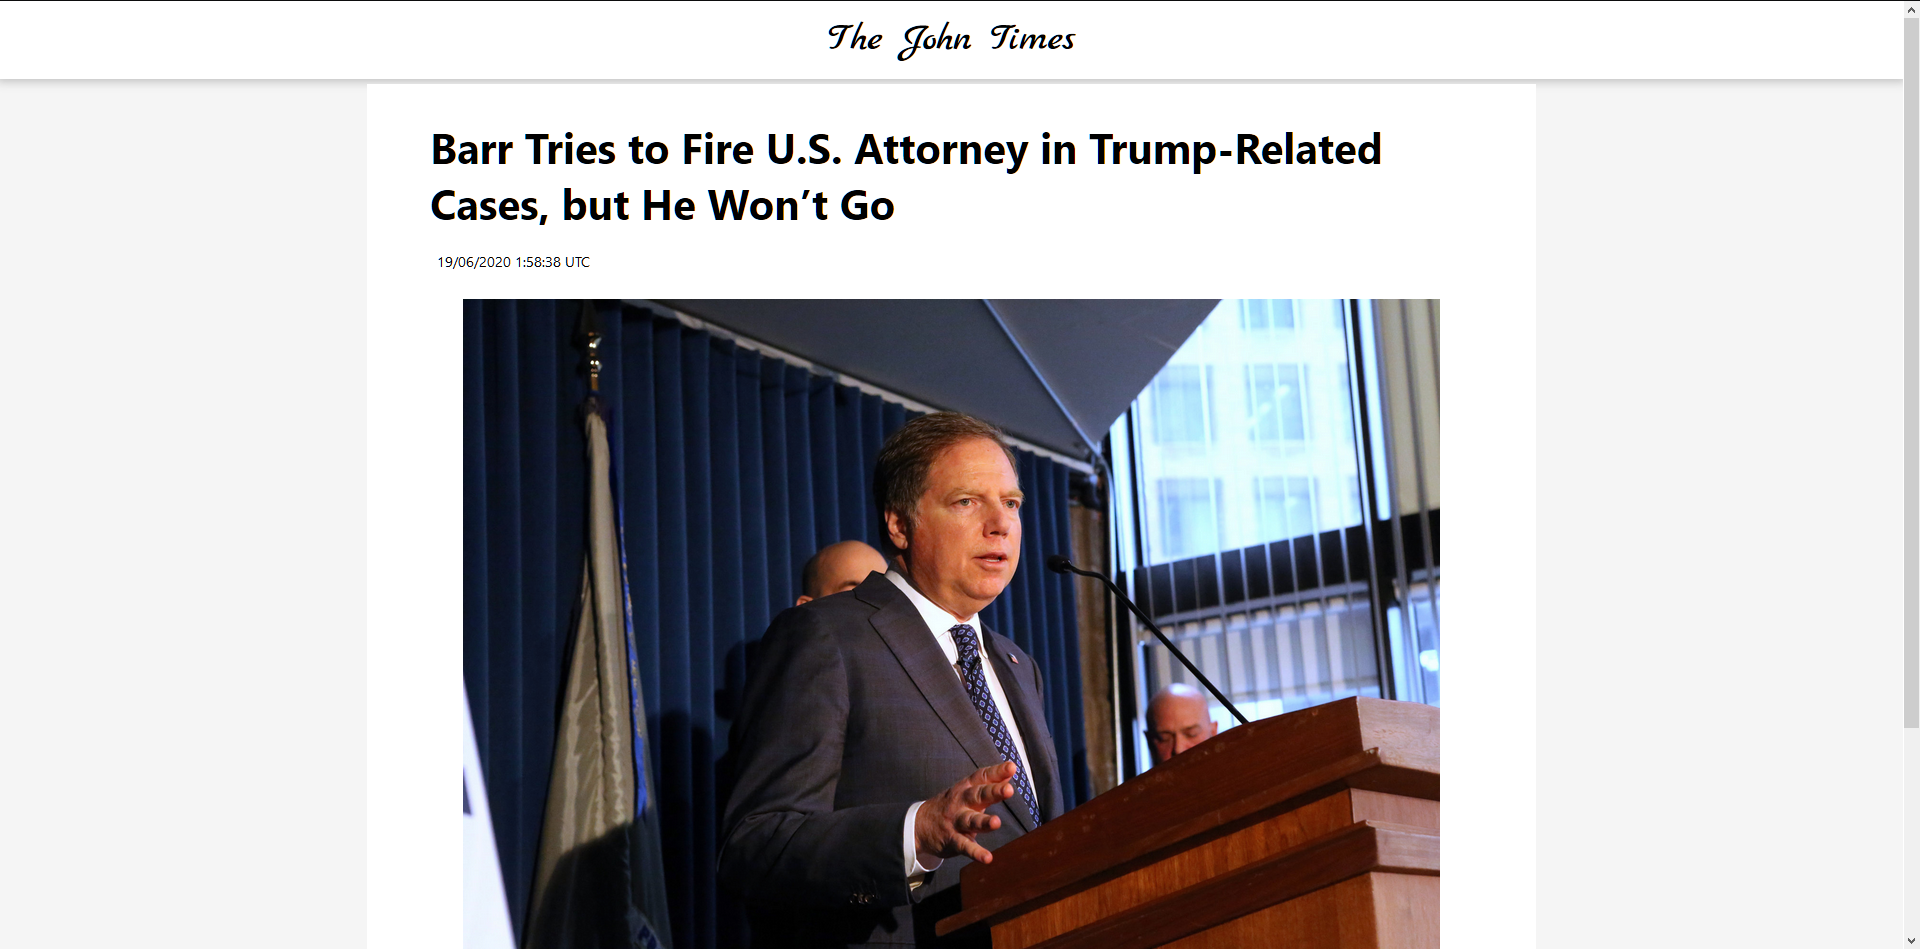 The John Times
Barr Tries to Fire U.S. Attorney in Trump-Related
Cases, but He Won’t Go
19/06/2020 1:58:38 UTC